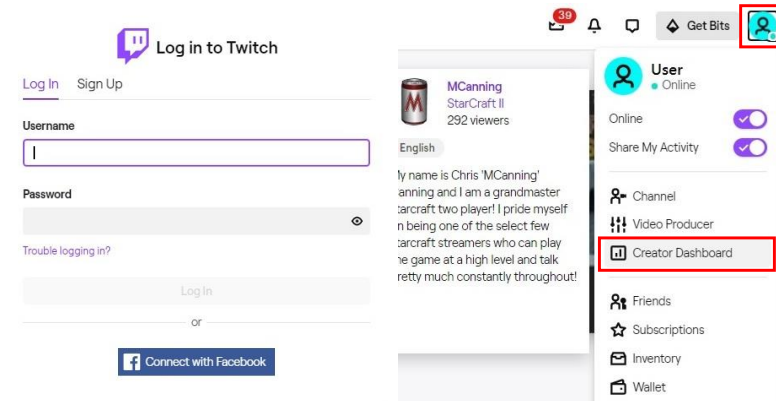 Log in to Twitch
Log In Sign Up
Username
Password
Trouble logging in?
Log In
or
Connect with Facebook
39
Get Bits
MCanning
StarCraft II
292 viewers
English
ly name is Chris 'MCanning'
anning and I am a grandmaster
tarcraft two player! I pride myself
n being one of the select few
tarcraft streamers who can play
he game at a high level and talk
retty much constantly throughout!
User
Online
Online
Share My Activity
Channel
Video Producer
Creator Dashboard
Friends
Subscriptions
Inventory
Wallet